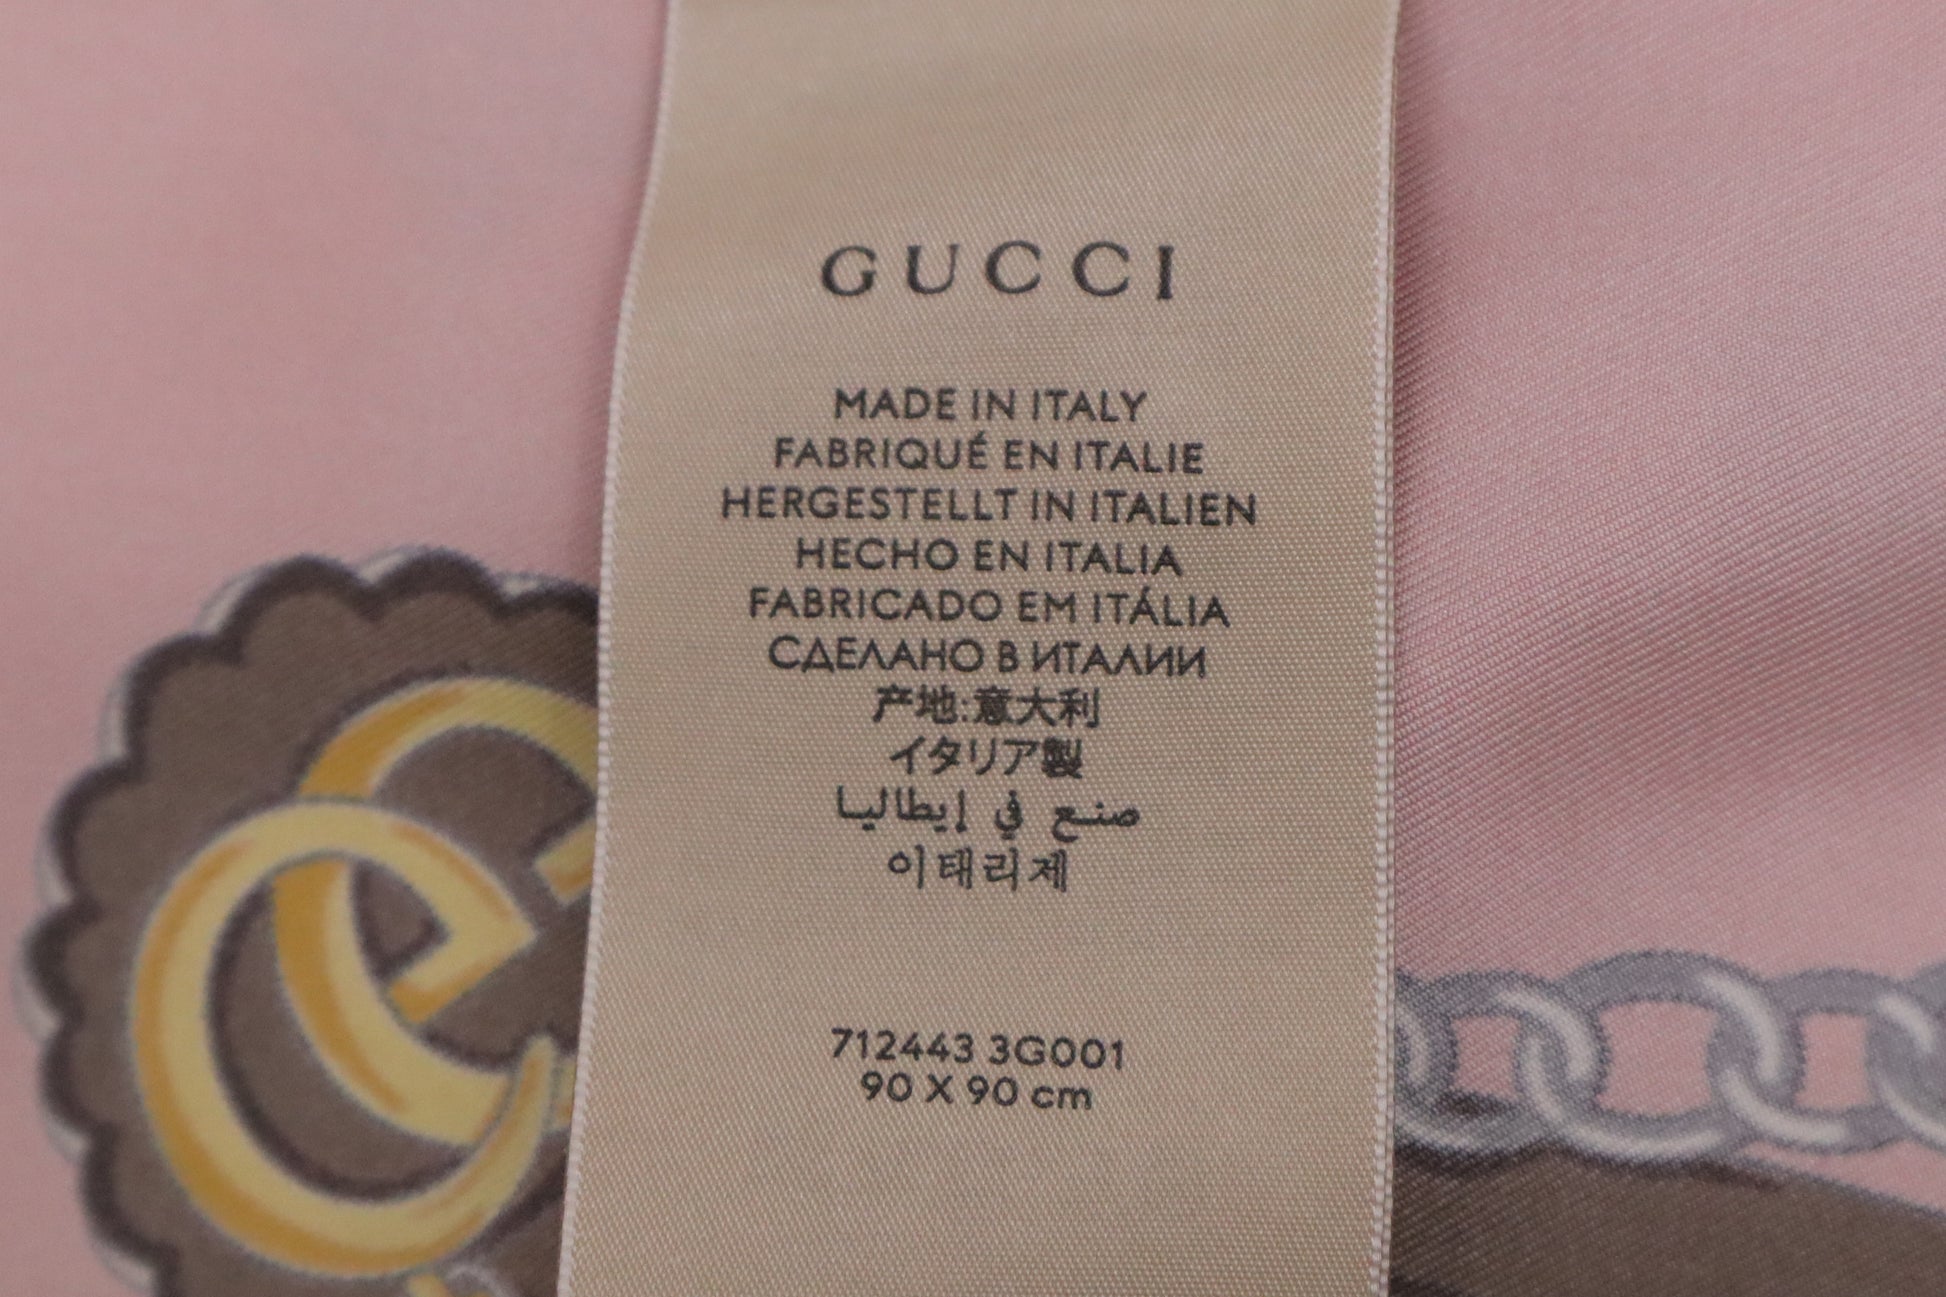 GUCCI
MADE IN ITALY
FABRIQUÉ EN ITALIE
HERGESTELLT IN ITALIEN
HECHO EN ITALIA
FABRICADO EM ITÁLIA
СДЕЛАНО В ИТАЛИИ
产地:意大利
イタリア製
صنع في إيطاليا
이태리제
712443 3G001
90 X 90 cm